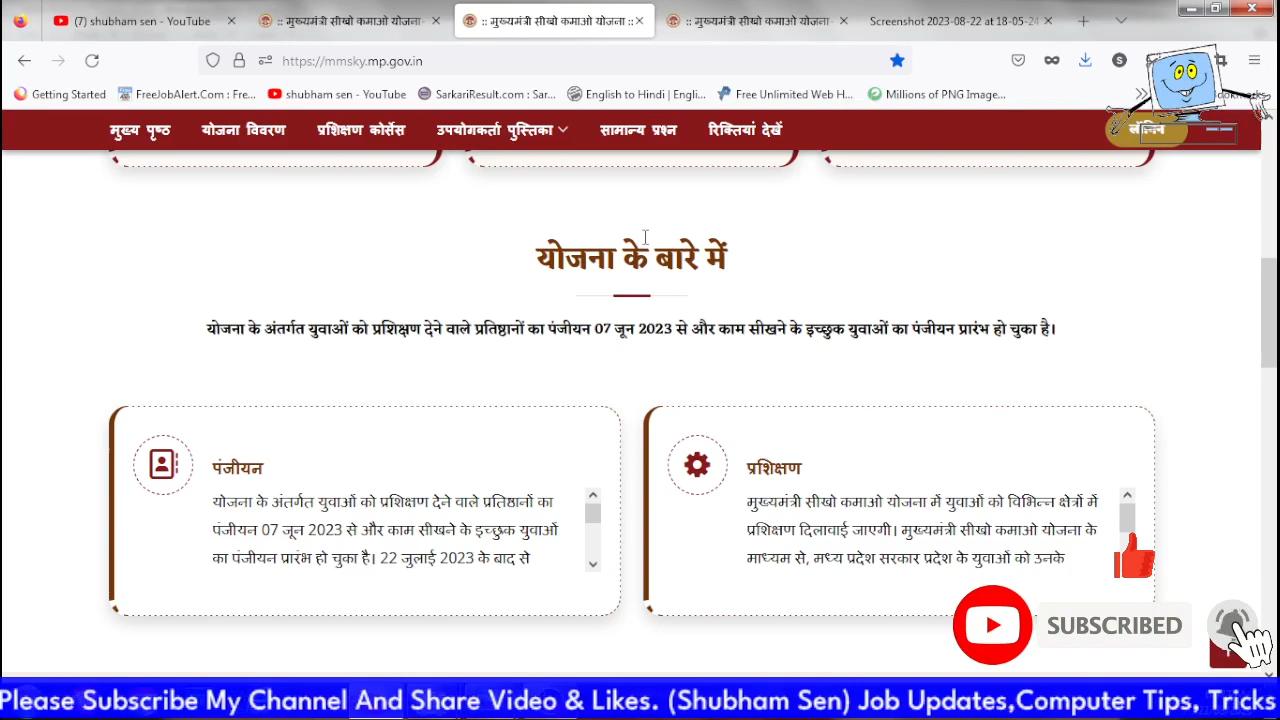 (7) shubham sen - YouTube
:: मुख्यमंत्री सीखो कमाओ योजना
:: मुख्यमंत्री सीखो कमाओ योजना ::
:: मुख्यमंत्री सीखो कमाओ योजना
Screenshot 2023-08-22 at 18-05-24
https://mmsky.mp.gov.in
Getting Started
FreeJobAlert.Com : Fre...
shubham sen - YouTube
SarkariResult.com : Sar...
English to Hindi | Engli...
Free Unlimited Web H...
Millions of PNG Image...
मुख्य पृष्ठ
योजना विवरण
प्रशिक्षण कोर्सेस
उपयोगकर्ता पुस्तिका
सामान्य प्रश्न
रिक्तियां देखें
योजना के बारे में
योजना के अंतर्गत युवाओं को प्रशिक्षण देने वाले प्रतिष्ठानों का पंजीयन 07 जून 2023 से और काम सीखने के इच्छुक युवाओं का पंजीयन प्रारंभ हो चुका है।
पंजीयन
योजना के अंतर्गत युवाओं को प्रशिक्षण देने वाले प्रतिष्ठानों का
पंजीयन 07 जून 2023 से और काम सीखने के इच्छुक युवाओं
का पंजीयन प्रारंभ हो चुका है। 22 जुलाई 2023 के बाद से
प्रशिक्षण
मुख्यमंत्री सीखो कमाओ योजना में युवाओं को विभिन्न क्षेत्रों में
प्रशिक्षण दिलावाई जाएगी। मुख्यमंत्री सीखो कमाओ योजना के
माध्यम से, मध्य प्रदेश सरकार प्रदेश के युवाओं को उनके
SUBSCRIBED
Please Subscribe My Channel And Share Video & Likes. (Shubham Sen) Job Updates,Computer Tips, Tricks